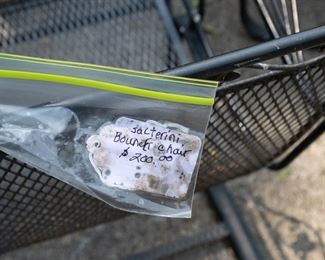 Salterini
Bouncy chair
$200.00